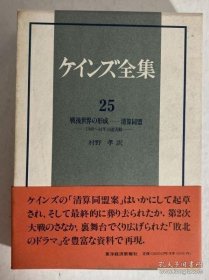 ケインズ全集
25
戦後世界の形成——清算同盟
——1940~44年の諸活動——
村野 孝 訳
ケインズの「清算同盟案」はいかにして起草
され、そして最終的に葬り去られたか。第2次
大戦のさなか、裏舞台でくり広げられた「敗北
のドラマ」を豊富な資料で再現。
東洋経済新報社